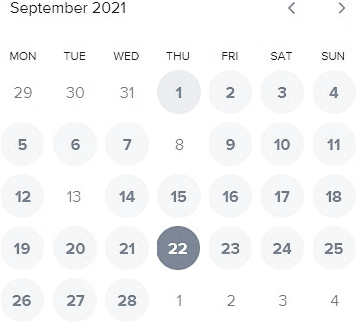 September 2021
MON TUE WED THU FRI SAT SUN
29 30 31 1 2 3 4
5 6 7 8 9 10 11
12 13 14 15 16 17 18
19 20 21 22 23 24 25
26 27 28 1 2 3 4